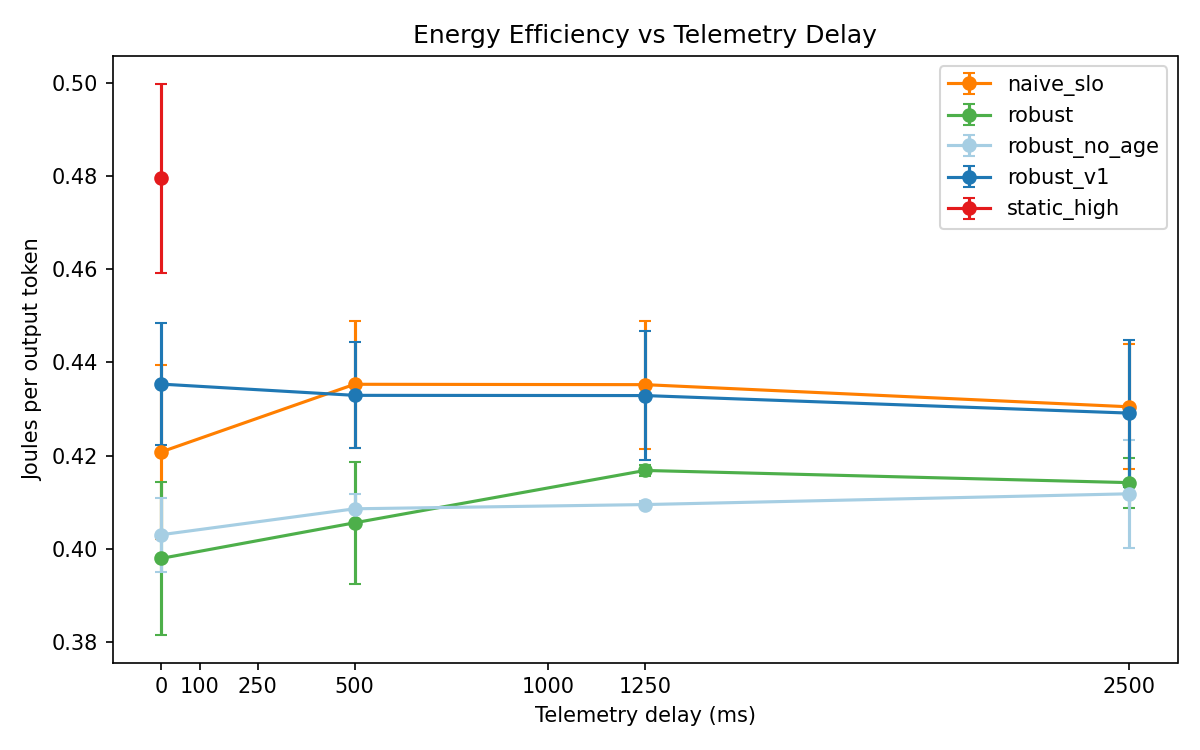 Energy Efficiency vs Telemetry Delay
0.50
0.48
0.46
0.44
0.42
0.40
0.38
Joules per output token
naive_slo
robust
robust_no_age
robust_v1
static_high
0 100 250 500 1000 1250 2500
Telemetry delay (ms)